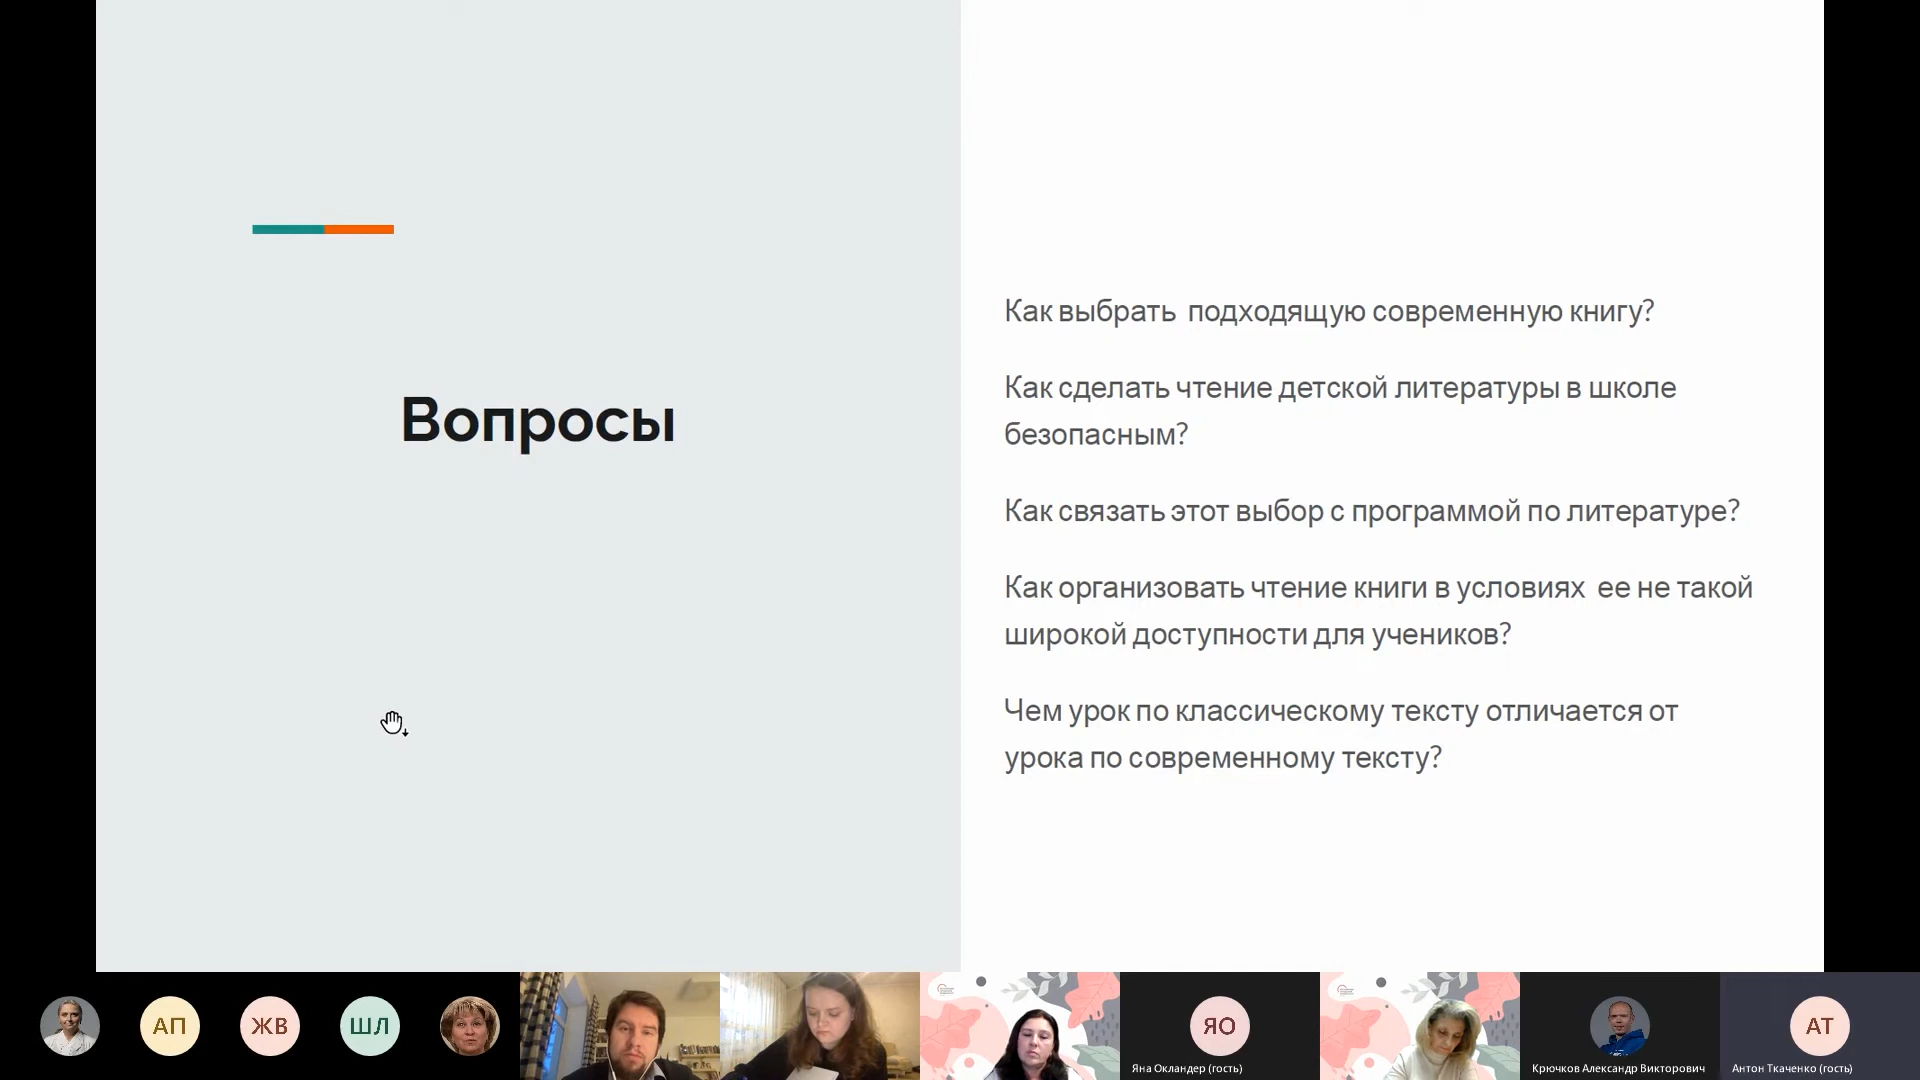 Вопросы
Как выбрать подходящую современную книгу?
Как сделать чтение детской литературы в школе
безопасным?
Как связать этот выбор с программой по литературе?
Как организовать чтение книги в условиях ее не такой
широкой доступности для учеников?
Чем урок по классическому тексту отличается от
урока по современному тексту?
АП
ЖВ
ШЛ
ЯО
Яна Окландер (гость)
Крючков Александр Викторович
АТ
Антон Ткаченко (гость)